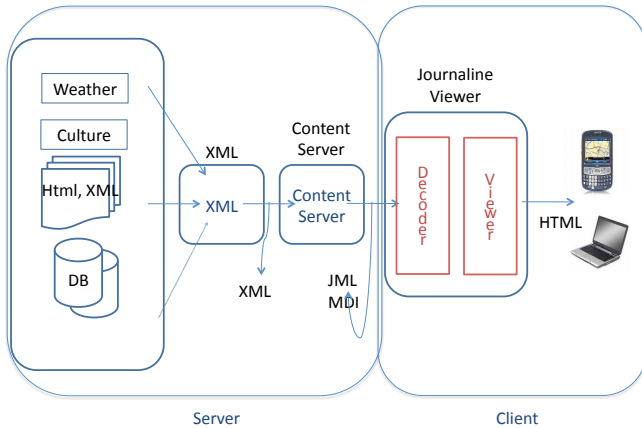 Weather
Culture
Html, XML
DB
XML
XML
XML
Content
Server
Content
Server
JML
MDI
Journaline
Viewer
Decoder
Viewer
HTML
Server
Client